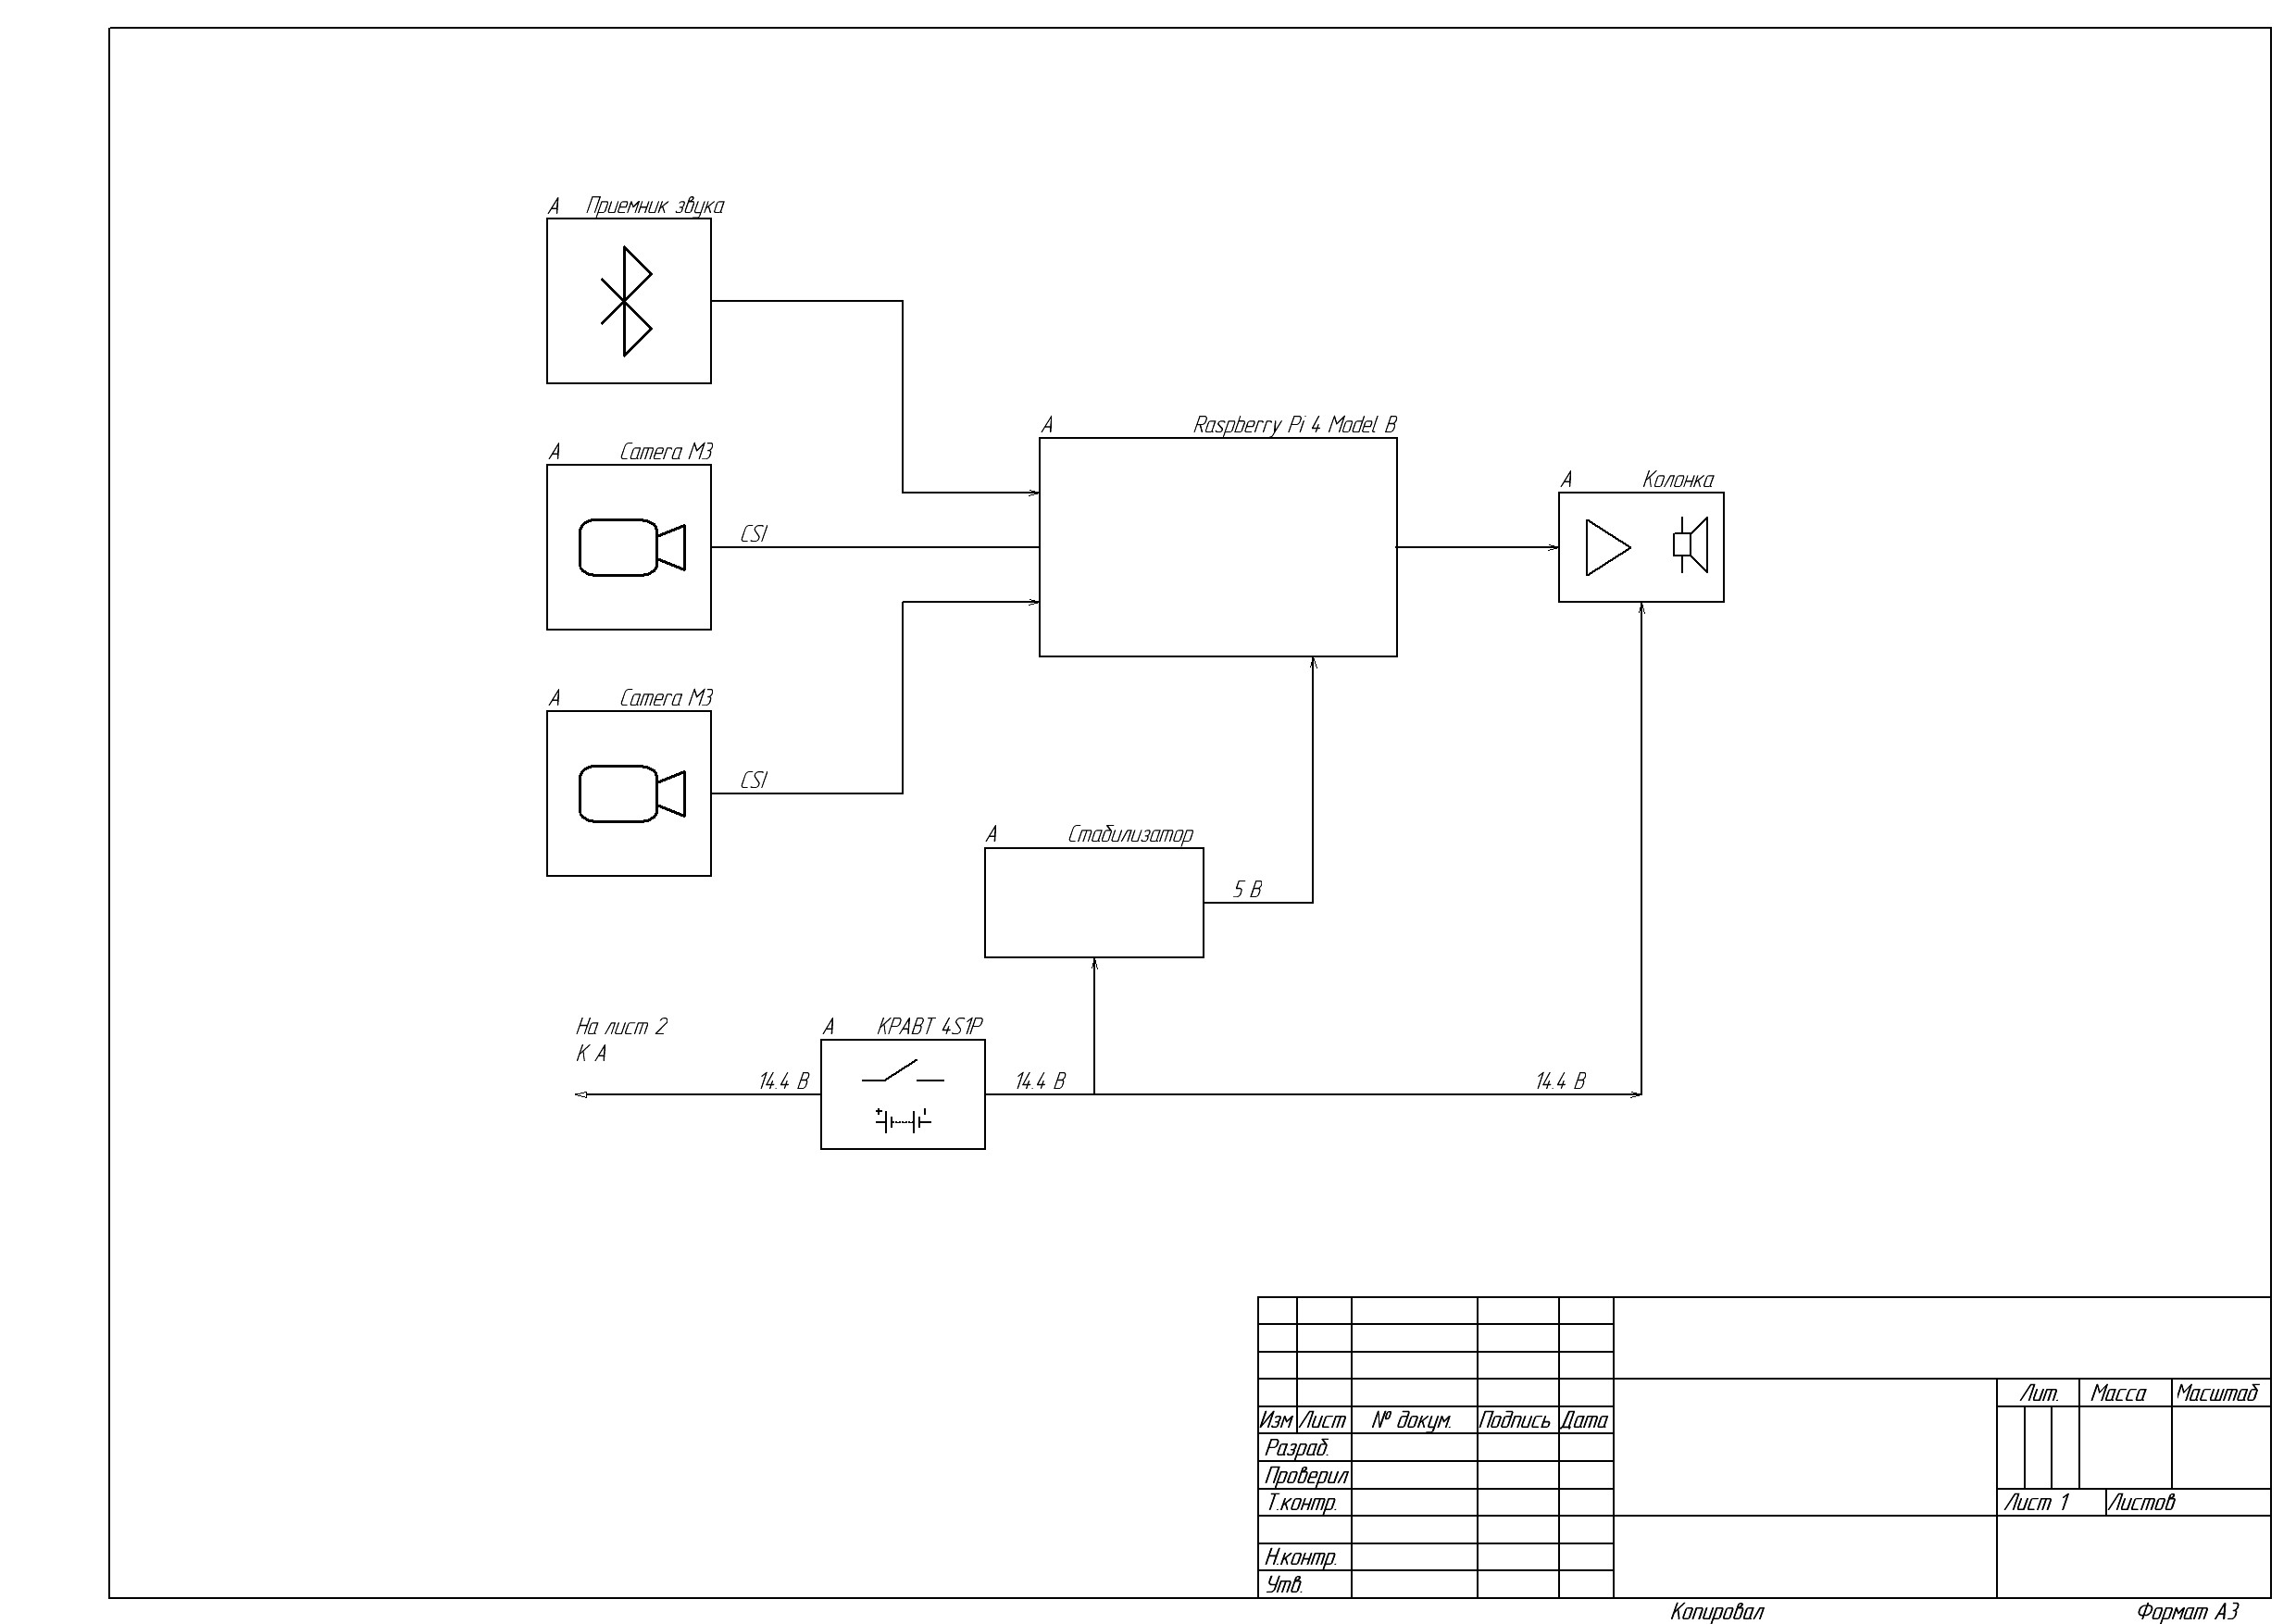 А Приемник звука
А Raspberry Pi 4 Model B
А Camera M3
А Колонка
CSI
А Camera M3
CSI
А Стабилизатор
5 В
На лист 2
К А
А КРАВТ 4S1P
14.4 В
14.4 В
14.4 В
Лит. Масса Масштаб
Изм Лист № докум. Подпись Дата
Разраб.
Проверил
Т.контр.
Лист 1 Листов
Н.контр.
Утв.
Копировал Формат А3